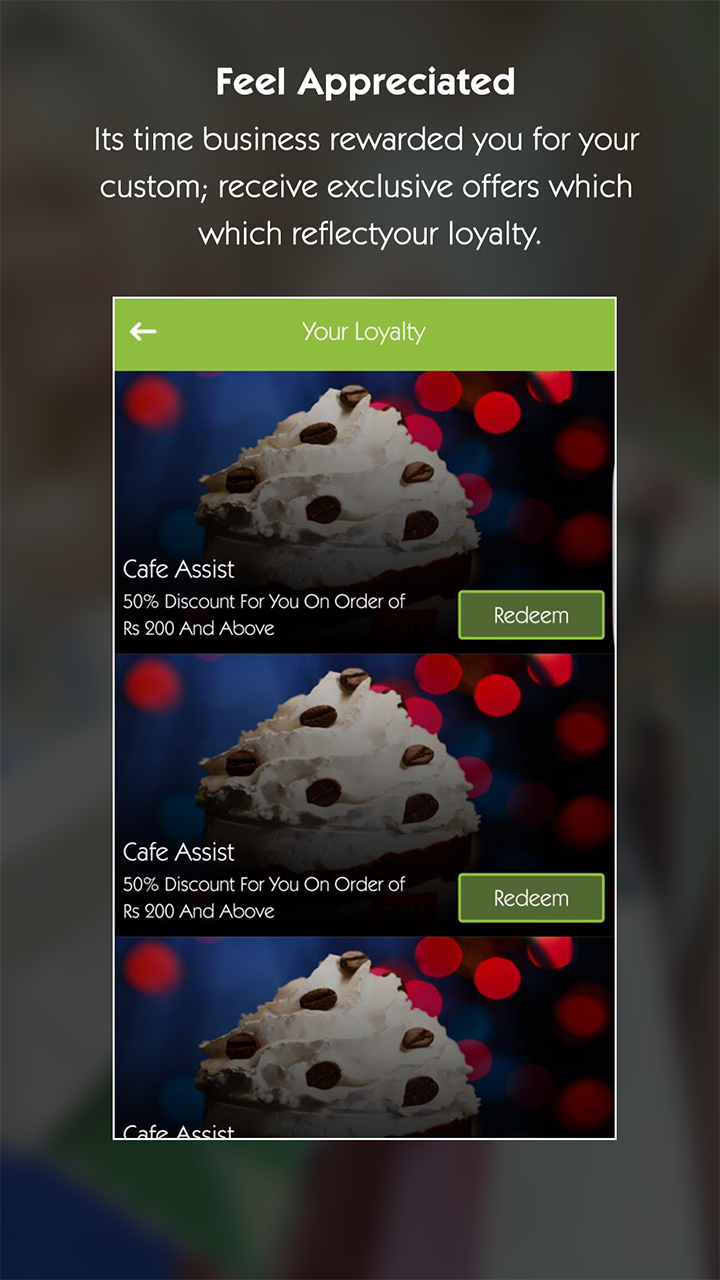 Feel Appreciated
Its time business rewarded you for your
custom; receive exclusive offers which
which reflectyour loyalty.
Your Loyalty
Cafe Assist
50% Discount For You On Order of
Rs 200 And Above
Redeem
Cafe Assist
50% Discount For You On Order of
Rs 200 And Above
Redeem
Cafe Assist